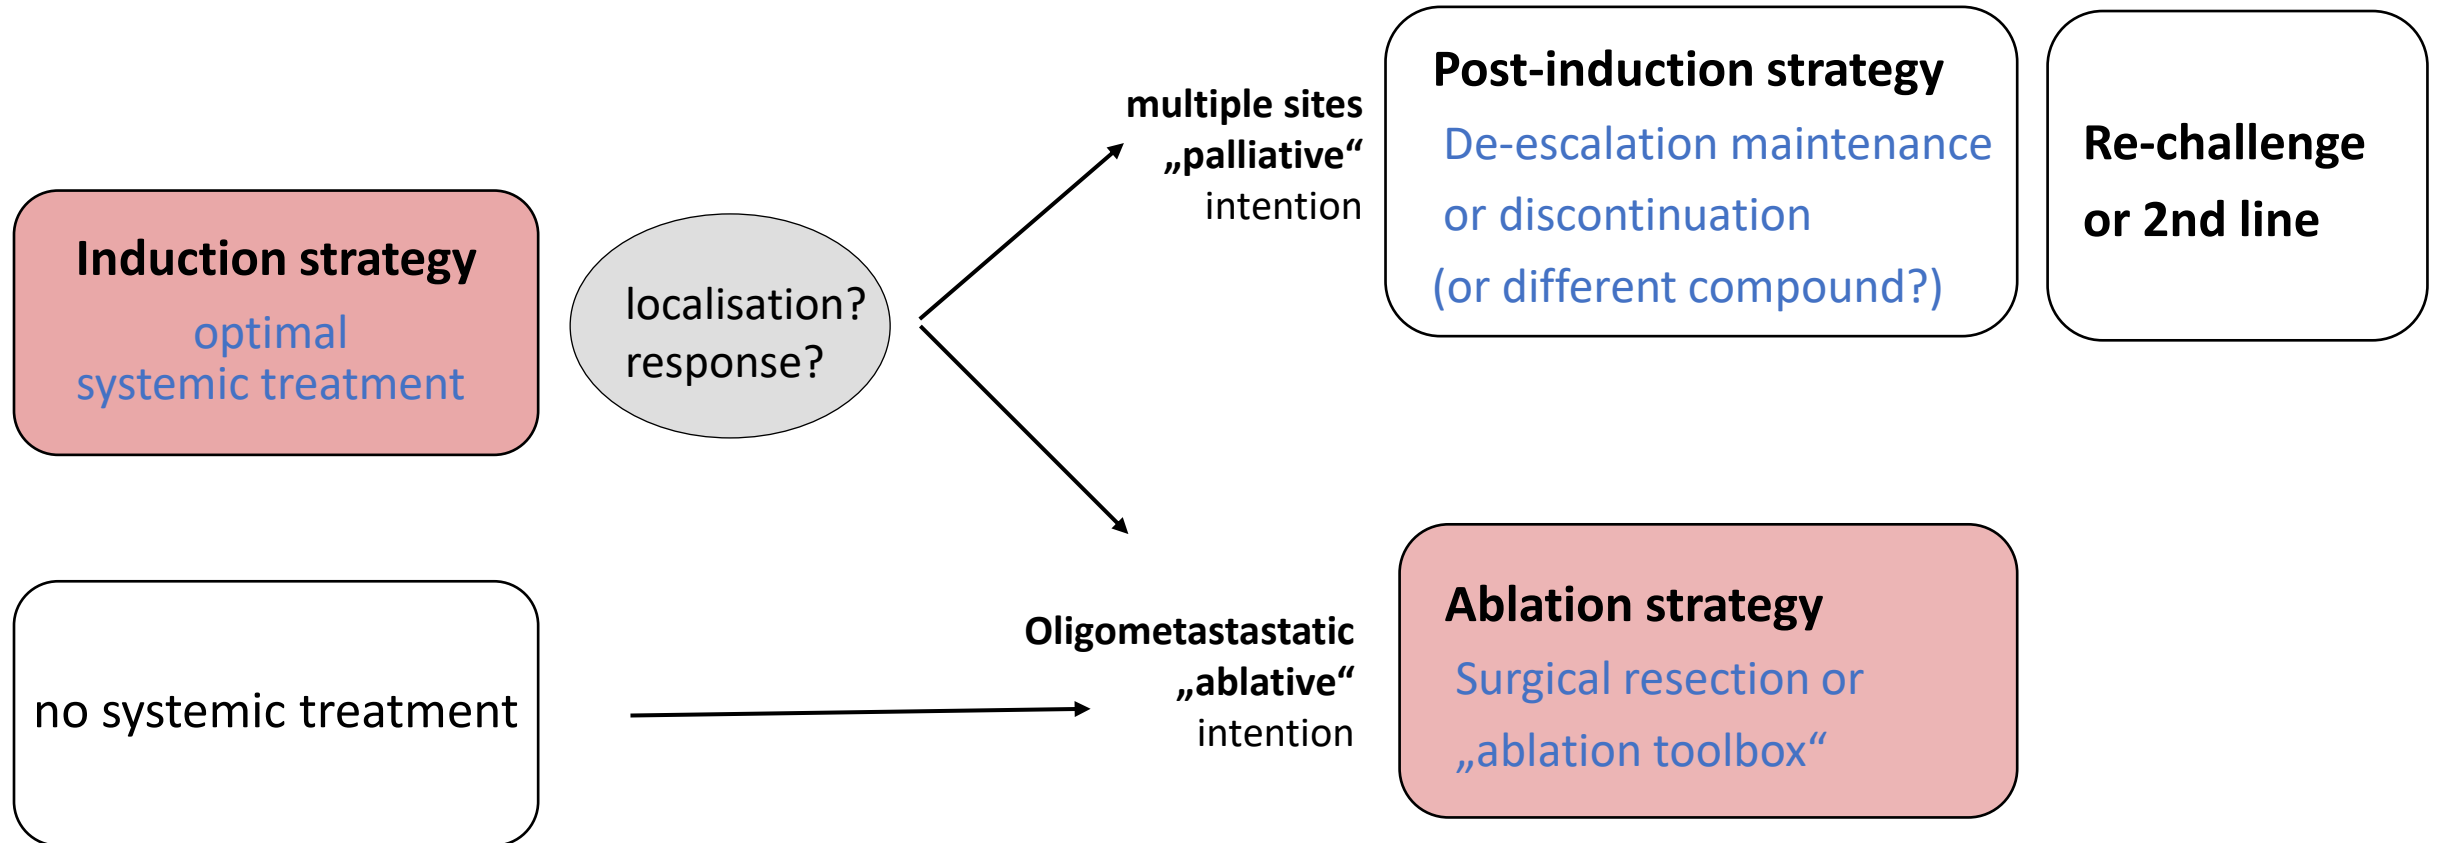 Induction strategy
optimal
systemic treatment
localisation?
response?
multiple sites
„palliative“
intention
Post-induction strategy
De-escalation maintenance
or discontinuation
(or different compound?)
Re-challenge
or 2nd line
no systemic treatment
Oligometastastatic
„ablative“
intention
Ablation strategy
Surgical resection or
„ablation toolbox“